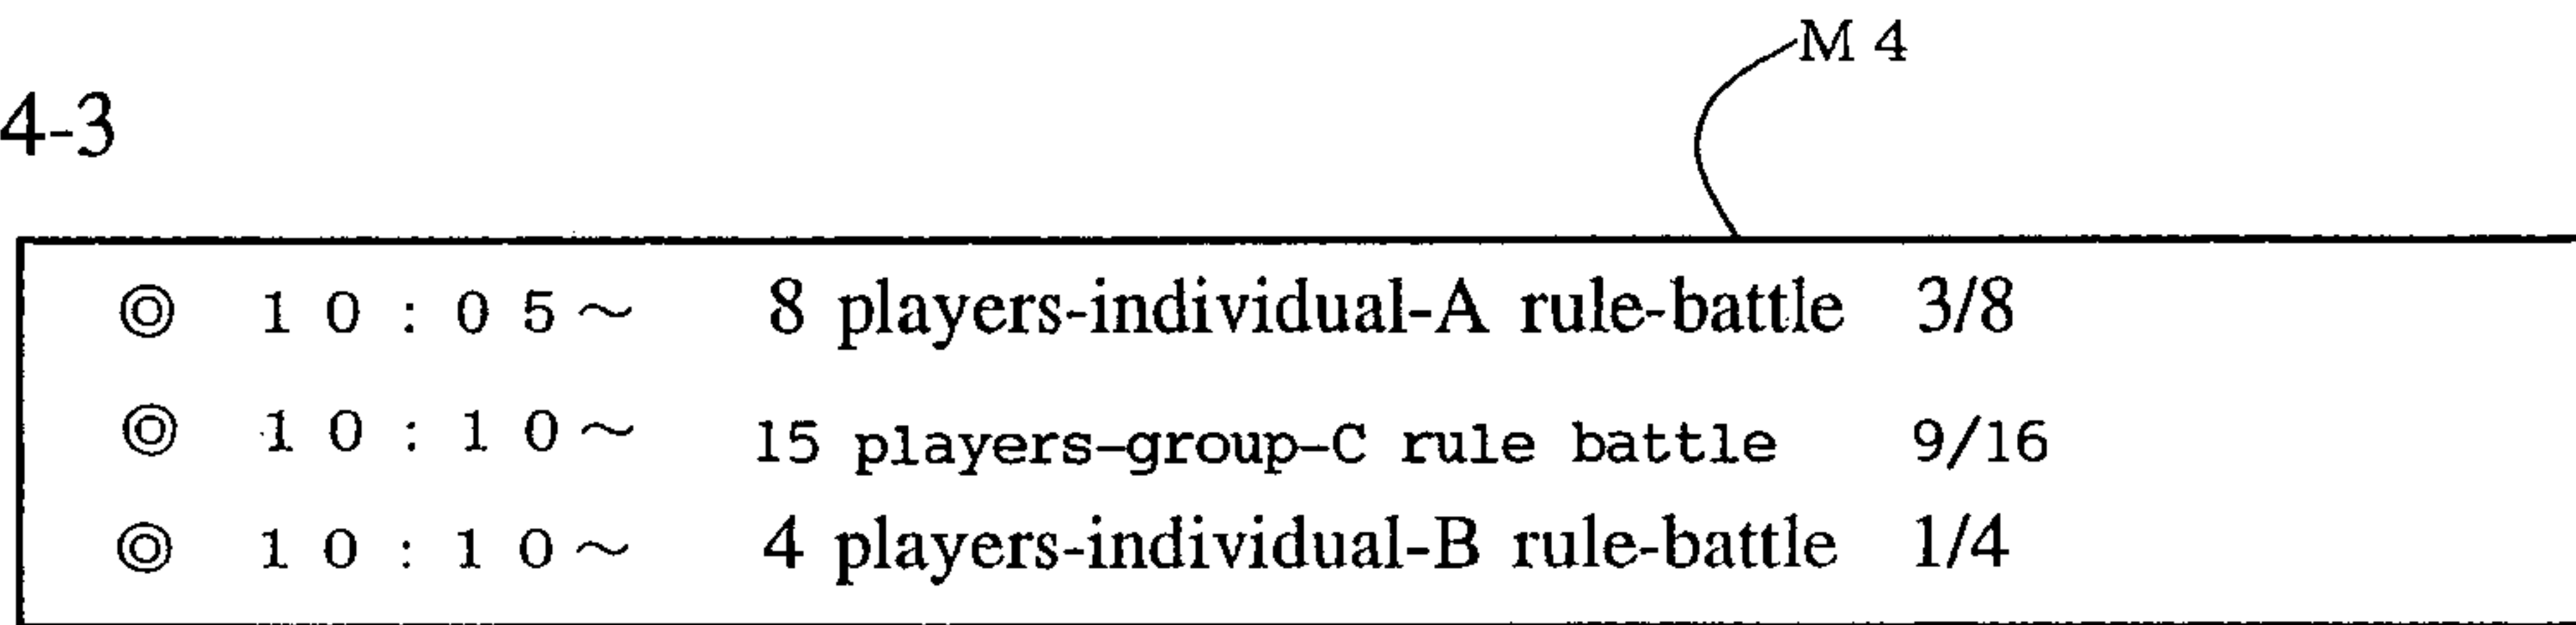 M 4
4-3
◎ 10:05～ 8 players-individual-A rule-battle 3/8
◎ 10:10～ 15 players-group-C rule battle 9/16
◎ 10:10～ 4 players-individual-B rule-battle 1/4